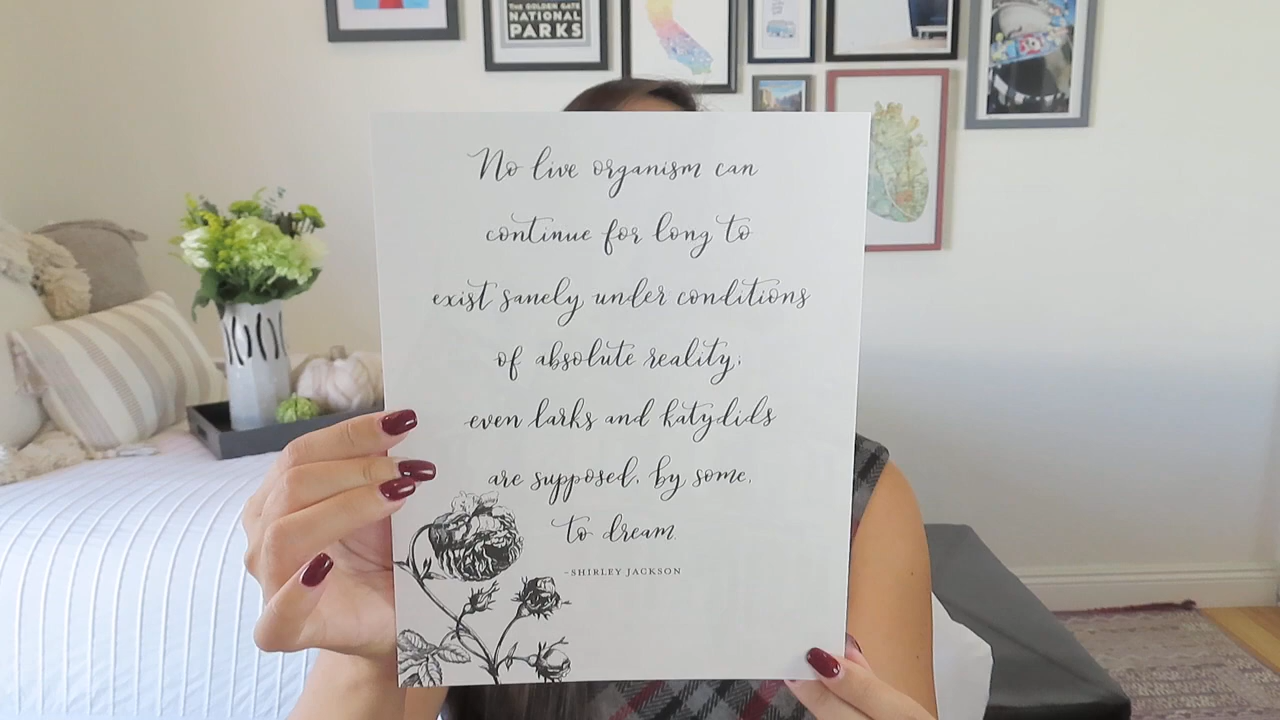 THE GOLDEN GATE
NATIONAL
PARKS
No live organism can
continue for long to
exist sanely under conditions
of absolute reality;
even larks and katydids
are supposed, by some,
to dream.
-SHIRLEY JACKSON